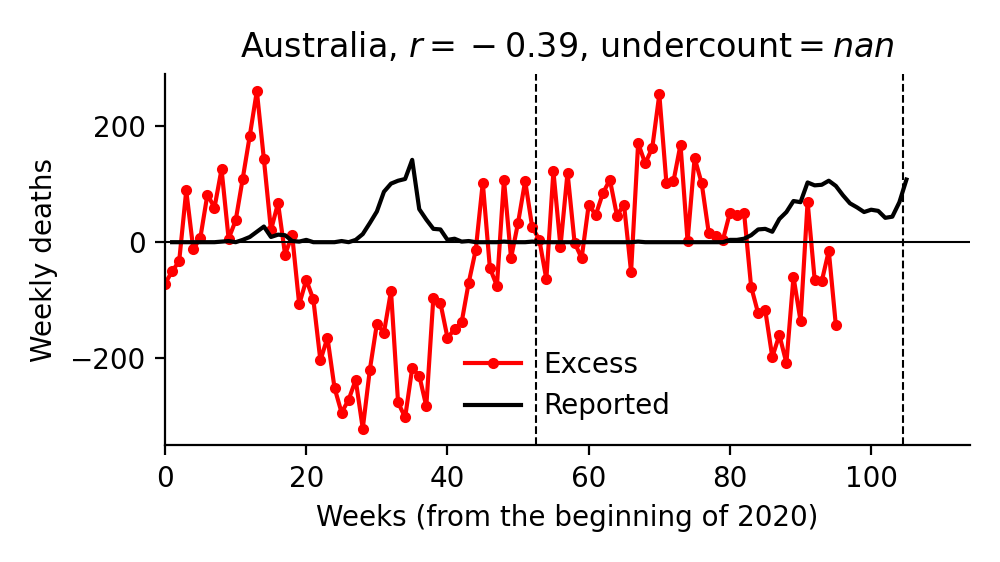 Australia, r = − 0.39, undercount = nan
Weekly deaths
200
0
−200
Excess
Reported
0 20 40 60 80 100
Weeks (from the beginning of 2020)